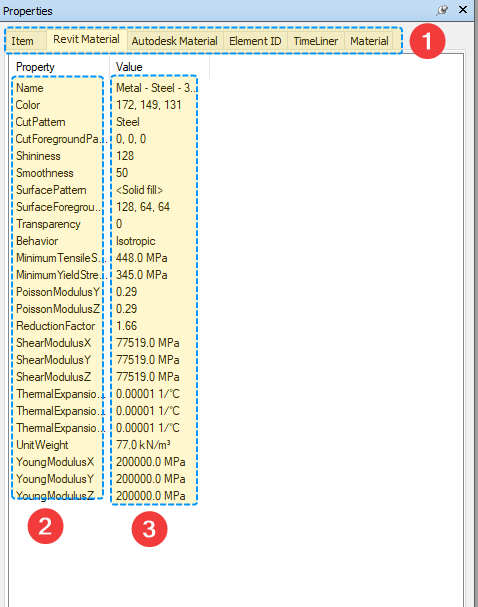 Properties
Item Revit Material Autodesk Material Element ID TimeLiner Material 1
Property Value
Name Metal - Steel - 3...
Color 172, 149, 131
CutPattern Steel
CutForegroundPa... 0, 0, 0
Shininess 128
Smoothness 50
SurfacePattern <Solid fill>
SurfaceForegrou... 128, 64, 64
Transparency 0
Behavior Isotropic
MinimumTensileS... 448.0 MPa
MinimumYieldStre... 345.0 MPa
PoissonModulusY 0.29
PoissonModulusZ 0.29
ReductionFactor 1.66
ShearModulusX 77519.0 MPa
ShearModulusY 77519.0 MPa
ShearModulusZ 77519.0 MPa
ThermalExpansio... 0.00001 1/°C
ThermalExpansio... 0.00001 1/°C
ThermalExpansio... 0.00001 1/°C
UnitWeight 77.0 kN/m³
YoungModulusX 200000.0 MPa
YoungModulusY 200000.0 MPa
YoungModulusZ 200000.0 MPa
2 3